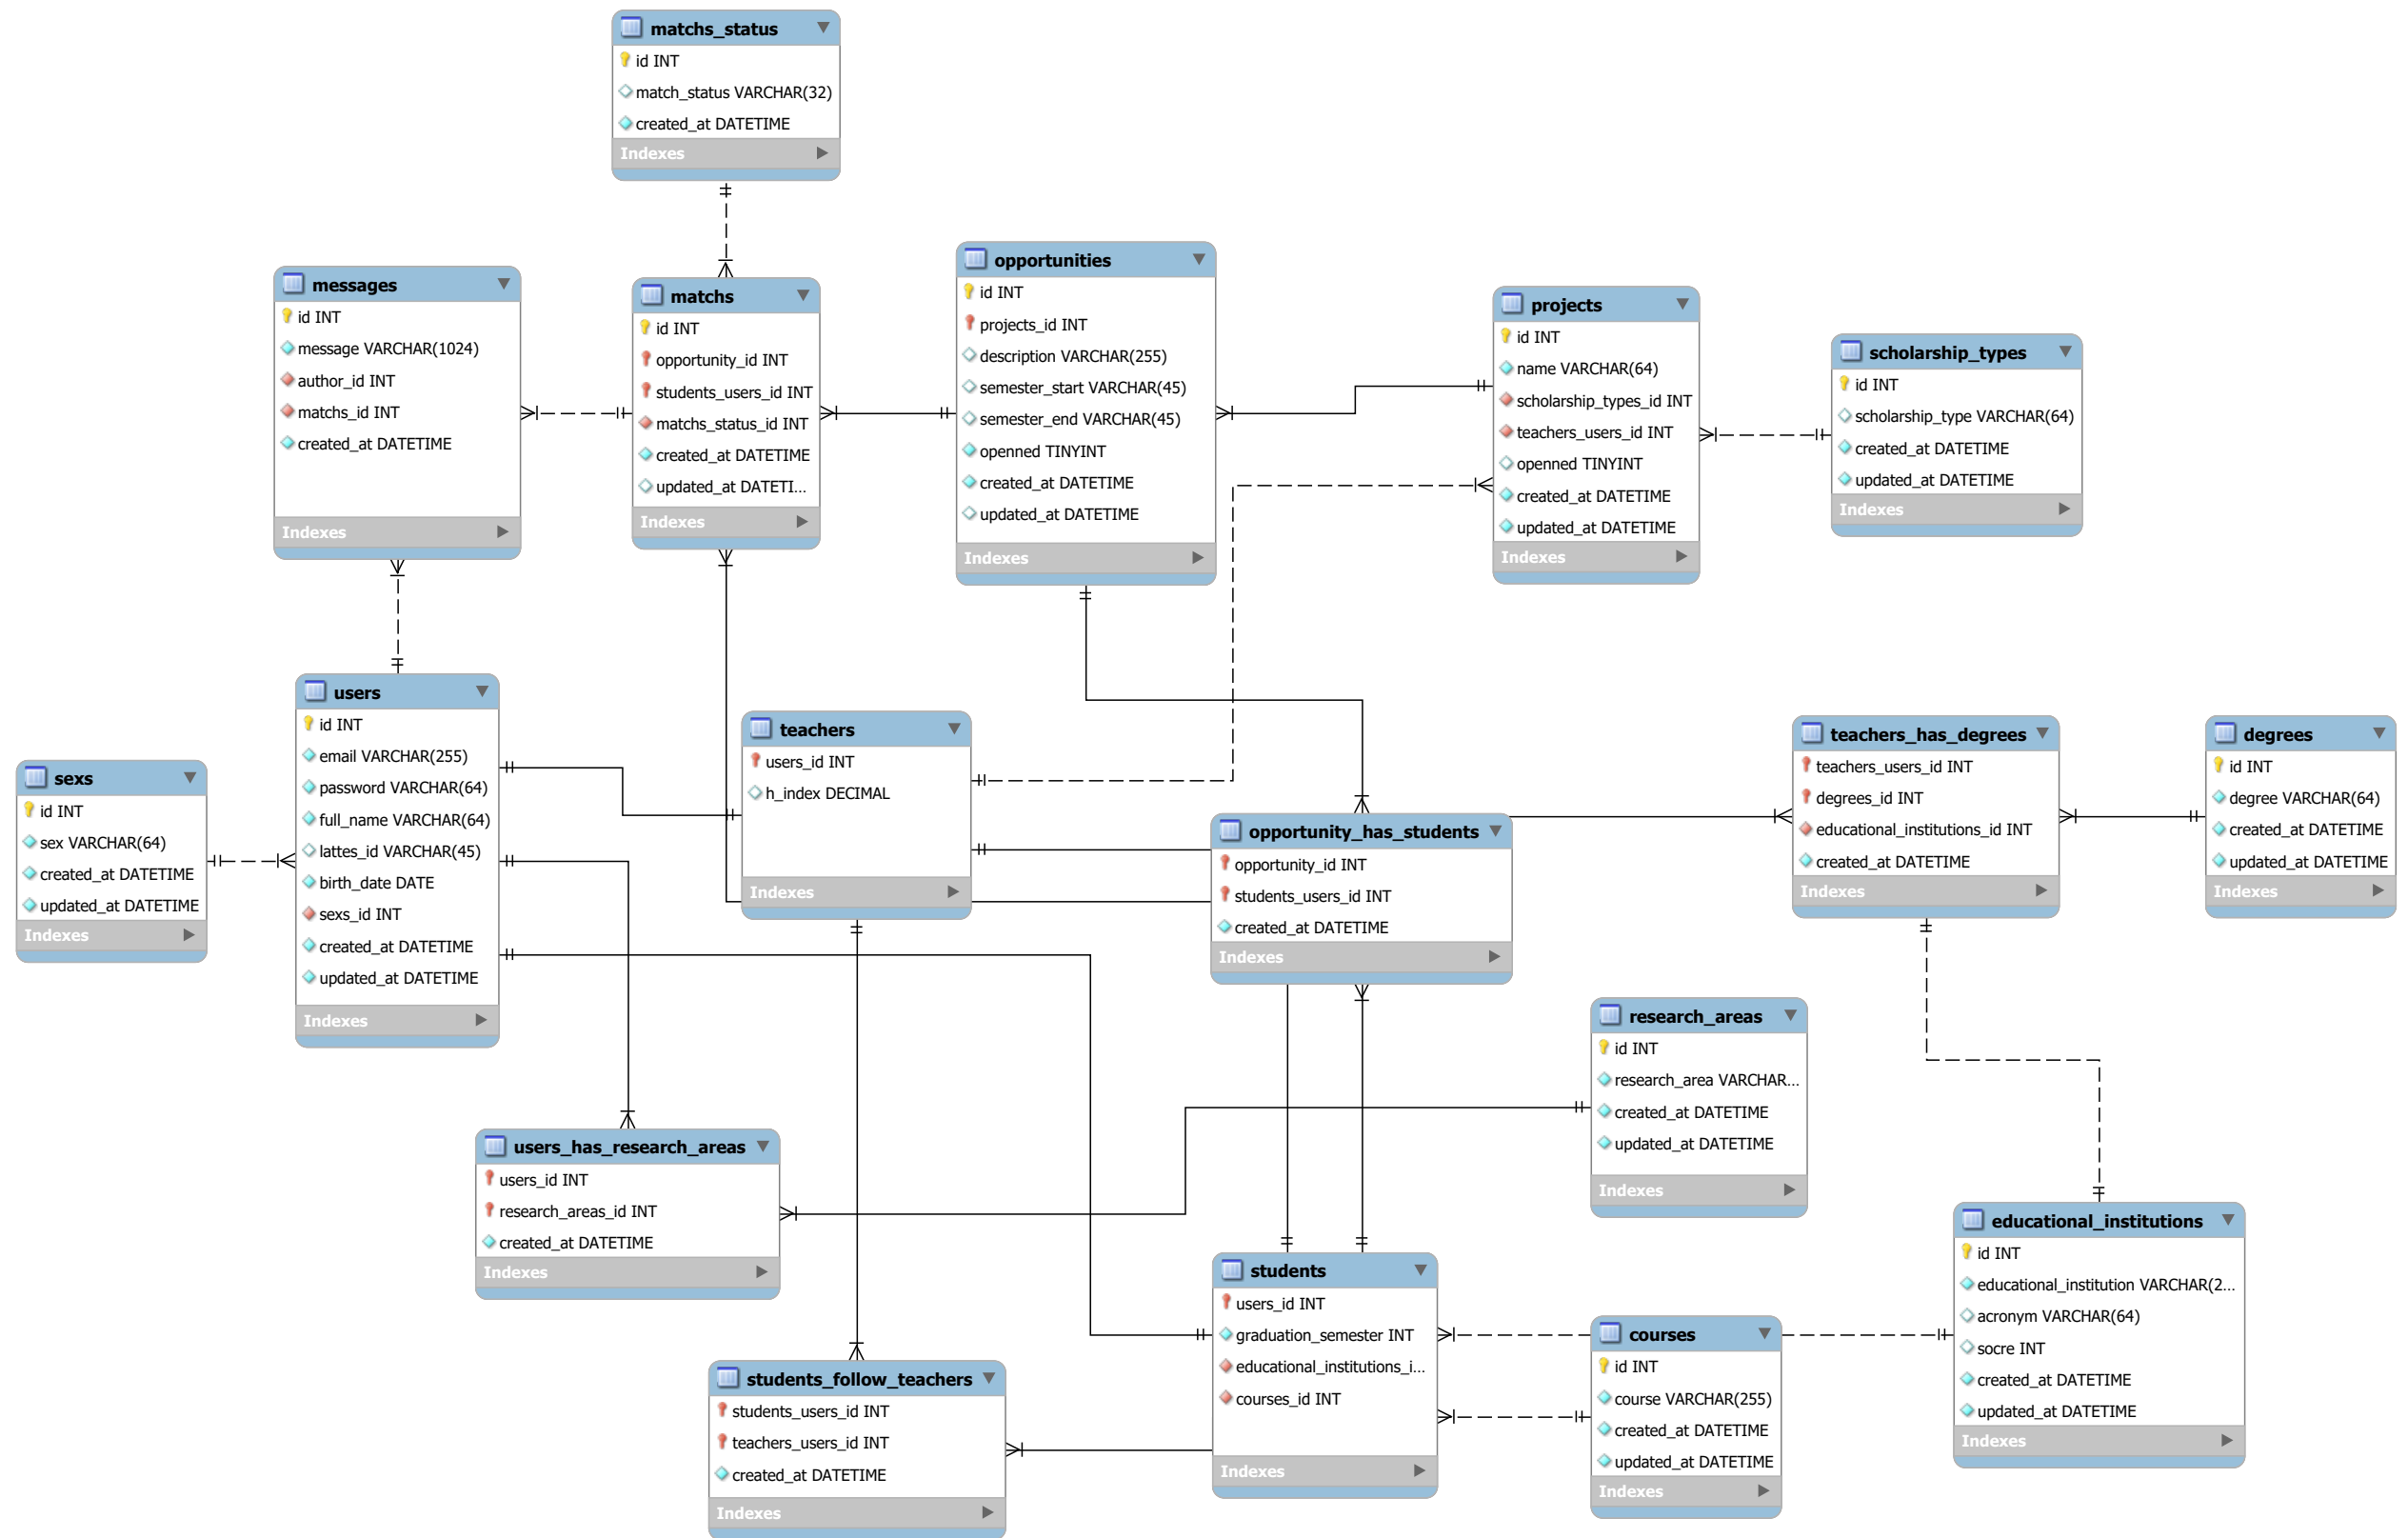 matchs_status
id INT
match_status VARCHAR(32)
created_at DATETIME
Indexes
messages
id INT
message VARCHAR(1024)
author_id INT
matchs_id INT
created_at DATETIME
Indexes
matchs
id INT
opportunity_id INT
students_users_id INT
matchs_status_id INT
created_at DATETIME
updated_at DATETI...
Indexes
opportunities
id INT
projects_id INT
description VARCHAR(255)
semester_start VARCHAR(45)
semester_end VARCHAR(45)
openned TINYINT
created_at DATETIME
updated_at DATETIME
Indexes
projects
id INT
name VARCHAR(64)
scholarship_types_id INT
teachers_users_id INT
openned TINYINT
created_at DATETIME
updated_at DATETIME
Indexes
scholarship_types
id INT
scholarship_type VARCHAR(64)
created_at DATETIME
updated_at DATETIME
Indexes
sexs
id INT
sex VARCHAR(64)
created_at DATETIME
updated_at DATETIME
Indexes
users
id INT
email VARCHAR(255)
password VARCHAR(64)
full_name VARCHAR(64)
lattes_id VARCHAR(45)
birth_date DATE
sexs_id INT
created_at DATETIME
updated_at DATETIME
Indexes
teachers
users_id INT
h_index DECIMAL
Indexes
opportunity_has_students
opportunity_id INT
students_users_id INT
created_at DATETIME
Indexes
teachers_has_degrees
teachers_users_id INT
degrees_id INT
educational_institutions_id INT
created_at DATETIME
Indexes
degrees
id INT
degree VARCHAR(64)
created_at DATETIME
updated_at DATETIME
Indexes
research_areas
id INT
research_area VARCHAR...
created_at DATETIME
updated_at DATETIME
Indexes
users_has_research_areas
users_id INT
research_areas_id INT
created_at DATETIME
Indexes
students_follow_teachers
students_users_id INT
teachers_users_id INT
created_at DATETIME
Indexes
students
users_id INT
graduation_semester INT
educational_institutions_i...
courses_id INT
Indexes
courses
id INT
course VARCHAR(255)
created_at DATETIME
updated_at DATETIME
Indexes
educational_institutions
id INT
educational_institution VARCHAR(2...
acronym VARCHAR(64)
socre INT
created_at DATETIME
updated_at DATETIME
Indexes